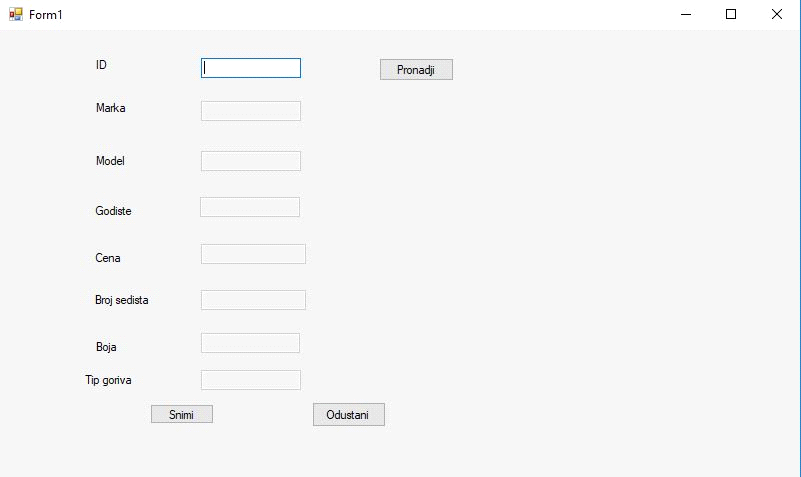 Form1
ID
Pronadji
Marka
Model
Godiste
Cena
Broj sedista
Boja
Tip goriva
Snimi
Odustani